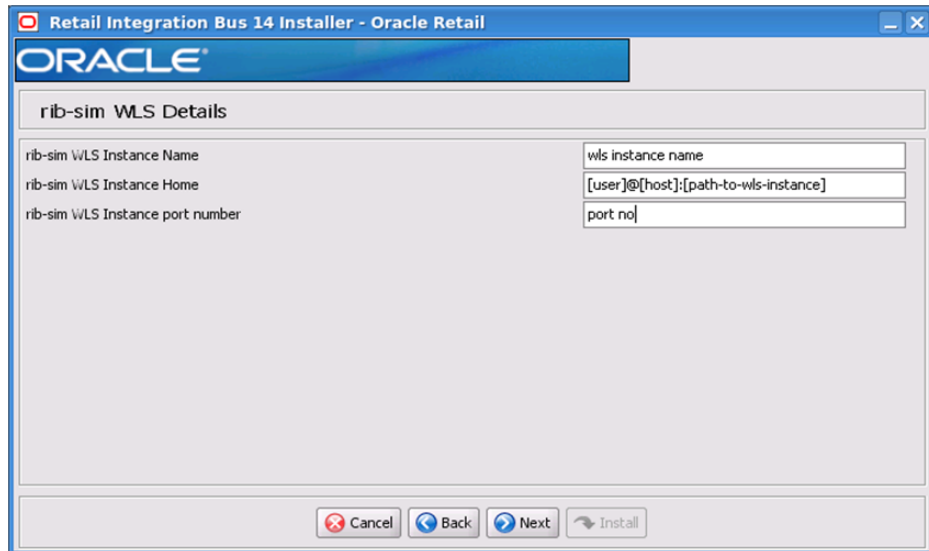 Retail Integration Bus 14 Installer - Oracle Retail
ORACLE®
rib-sim WLS Details
rib-sim WLS Instance Name
wls instance name
rib-sim WLS Instance Home
[user]@[host]:[path-to-wls-instance]
rib-sim WLS Instance port number
port no
Cancel
Back
Next
Install